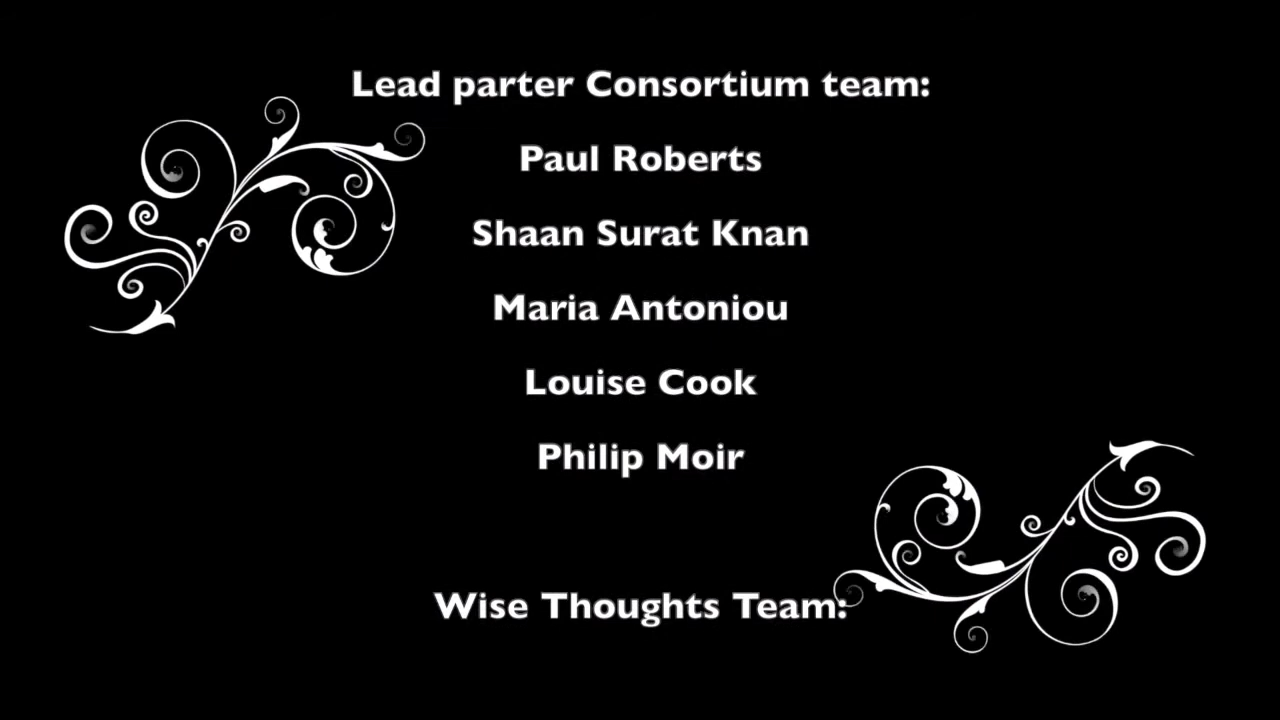 Lead parter Consortium team:
Paul Roberts
Shaan Surat Knan
Maria Antoniou
Louise Cook
Philip Moir
Wise Thoughts Team: